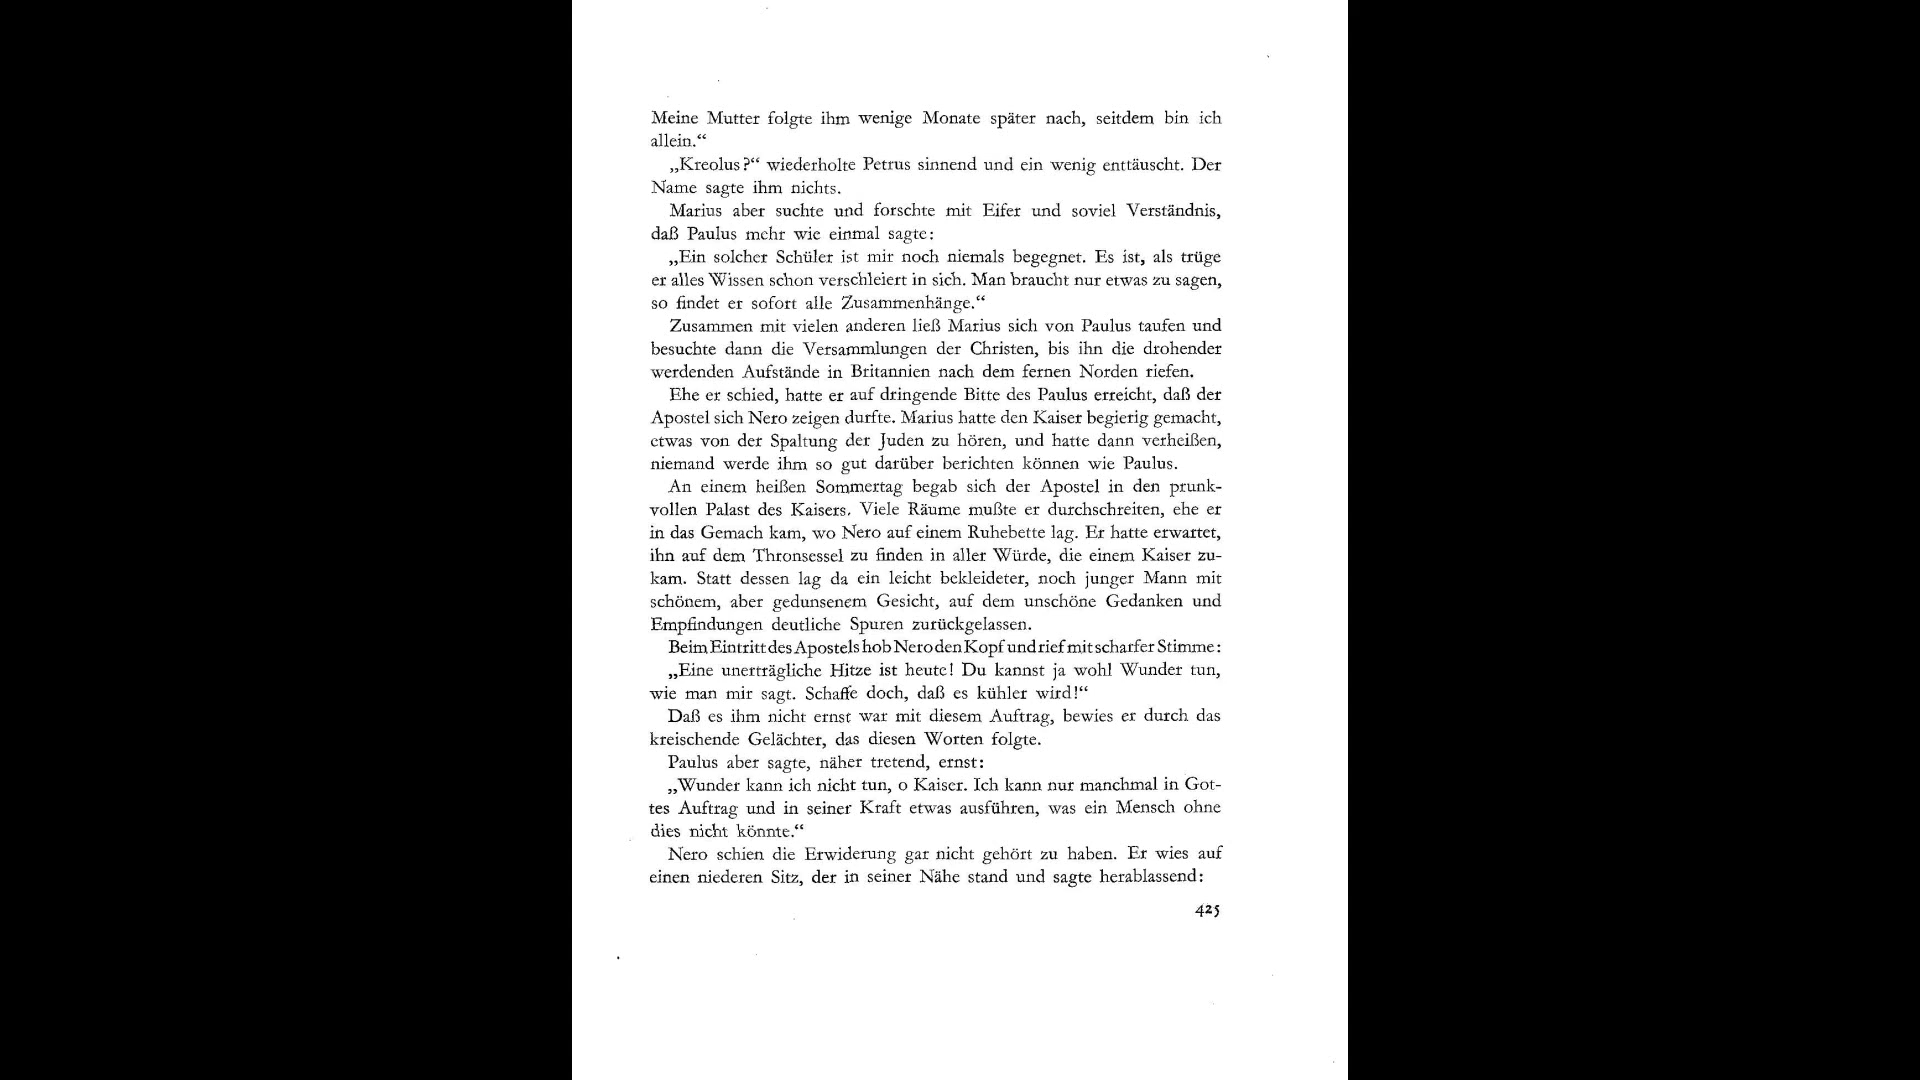 Meine Mutter folgte ihm wenige Monate später nach, seitdem bin ich
allein.“
„Kreolus?“ wiederholte Petrus sinnend und ein wenig enttäuscht. Der
Name sagte ihm nichts.
Marius aber suchte und forschte mit Eifer und soviel Verständnis,
daß Paulus mehr wie einmal sagte:
„Ein solcher Schüler ist mir noch niemals begegnet. Es ist, als trüge
er alles Wissen schon verschleiert in sich. Man braucht nur etwas zu sagen,
so findet er sofort alle Zusammenhänge.“
Zusammen mit vielen anderen ließ Marius sich von Paulus taufen und
besuchte dann die Versammlungen der Christen, bis ihn die drohender
werdenden Aufstände in Britannien nach dem fernen Norden riefen.
Ehe er schied, hatte er auf dringende Bitte des Paulus erreicht, daß der
Apostel sich Nero zeigen durfte. Marius hatte den Kaiser begierig gemacht,
etwas von der Spaltung der Juden zu hören, und hatte dann verheißen,
niemand werde ihm so gut darüber berichten können wie Paulus.
An einem heißen Sommertag begab sich der Apostel in den prunk-
vollen Palast des Kaisers. Viele Räume mußte er durchschreiten, ehe er
in das Gemach kam, wo Nero auf einem Ruhebette lag. Er hatte erwartet,
ihn auf dem Thronsessel zu finden in aller Würde, die einem Kaiser zu-
kam. Statt dessen lag da ein leicht bekleideter, noch junger Mann mit
schönem, aber gedunsenem Gesicht, auf dem unschöne Gedanken und
Empfindungen deutliche Spuren zurückgelassen.
Beim Eintritt des Apostels hob Nero den Kopf und rief mit scharfer Stimme:
„Eine unerträgliche Hitze ist heute! Du kannst ja wohl Wunder tun,
wie man mir sagt. Schaffe doch, daß es kühler wird!“
Daß es ihm nicht ernst war mit diesem Auftrag, bewies er durch das
kreischende Gelächter, das diesen Worten folgte.
Paulus aber sagte, näher tretend, ernst:
„Wunder kann ich nicht tun, o Kaiser. Ich kann nur manchmal in Got-
tes Auftrag und in seiner Kraft etwas ausführen, was ein Mensch ohne
dies nicht könnte.“
Nero schien die Erwiderung gar nicht gehört zu haben. Er wies auf
einen niederen Sitz, der in seiner Nähe stand und sagte herablassend:
425